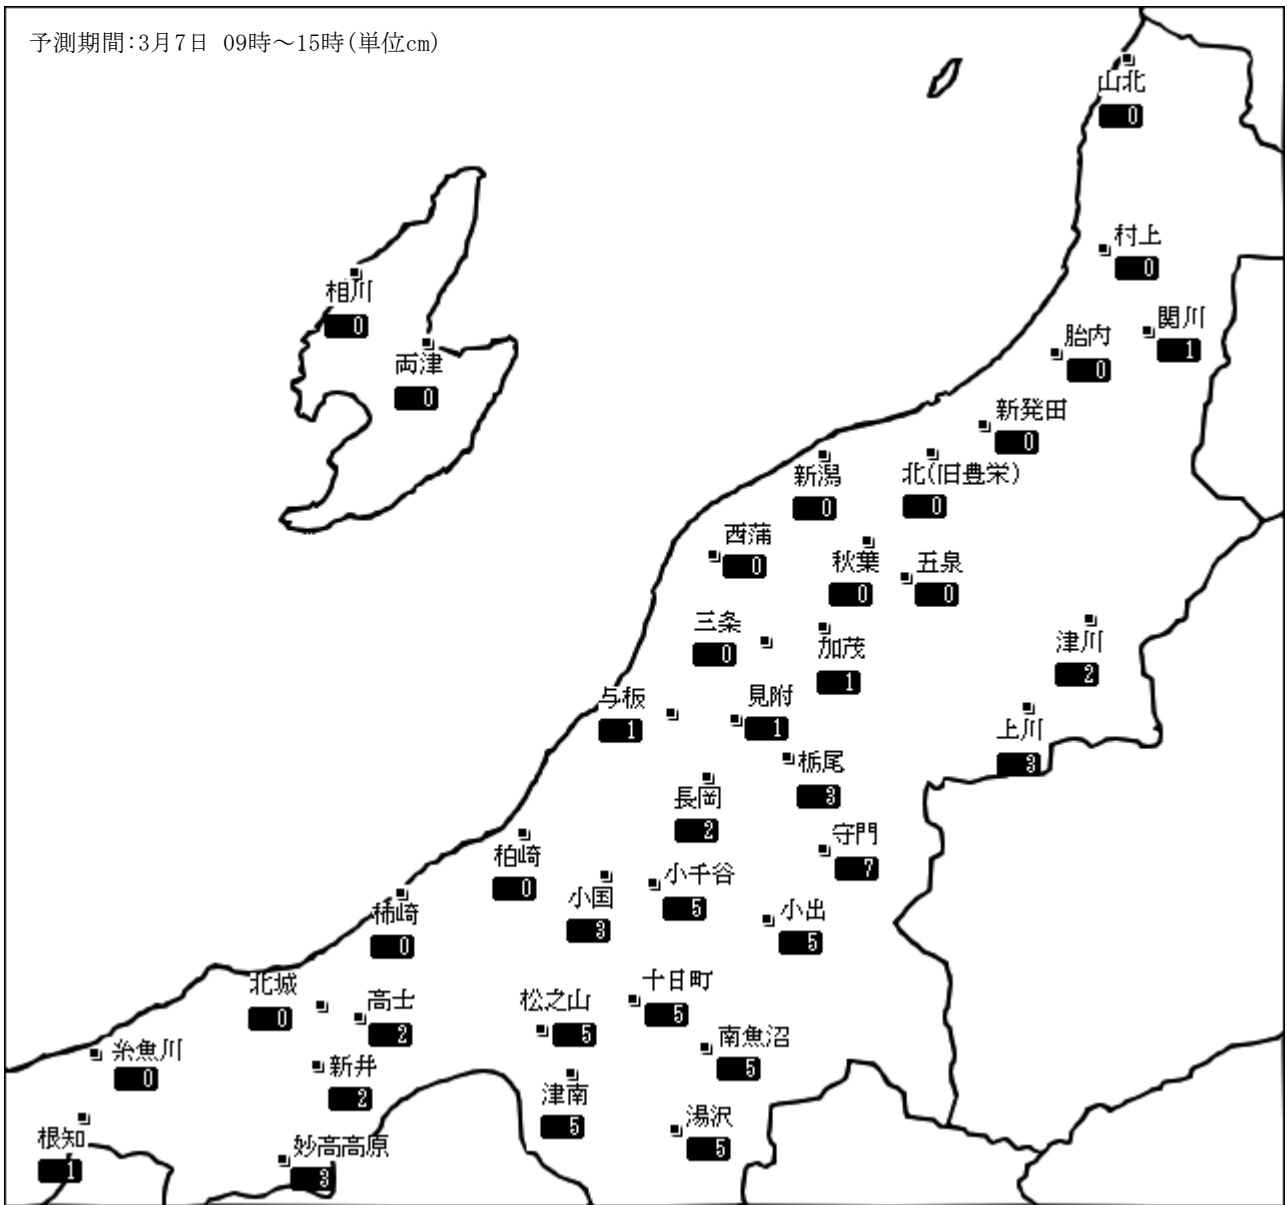 予測期間:3月7日 09時～15時(単位cm)
山北
0
村上
0
相川
0
関川
1
胎内
0
両津
0
新発田
0
新潟
0
北(旧豊栄)
0
西蒲
0
秋葉
0
五泉
0
三条
0
加茂
1
津川
2
与板
1
見附
1
上川
3
栃尾
3
長岡
2
守門
7
柏崎
0
小千谷
5
小国
3
小出
5
柿崎
0
北城
0
高士
2
松之山
5
十日町
5
南魚沼
5
糸魚川
0
新井
2
津南
5
湯沢
5
根知
1
妙高高原
3